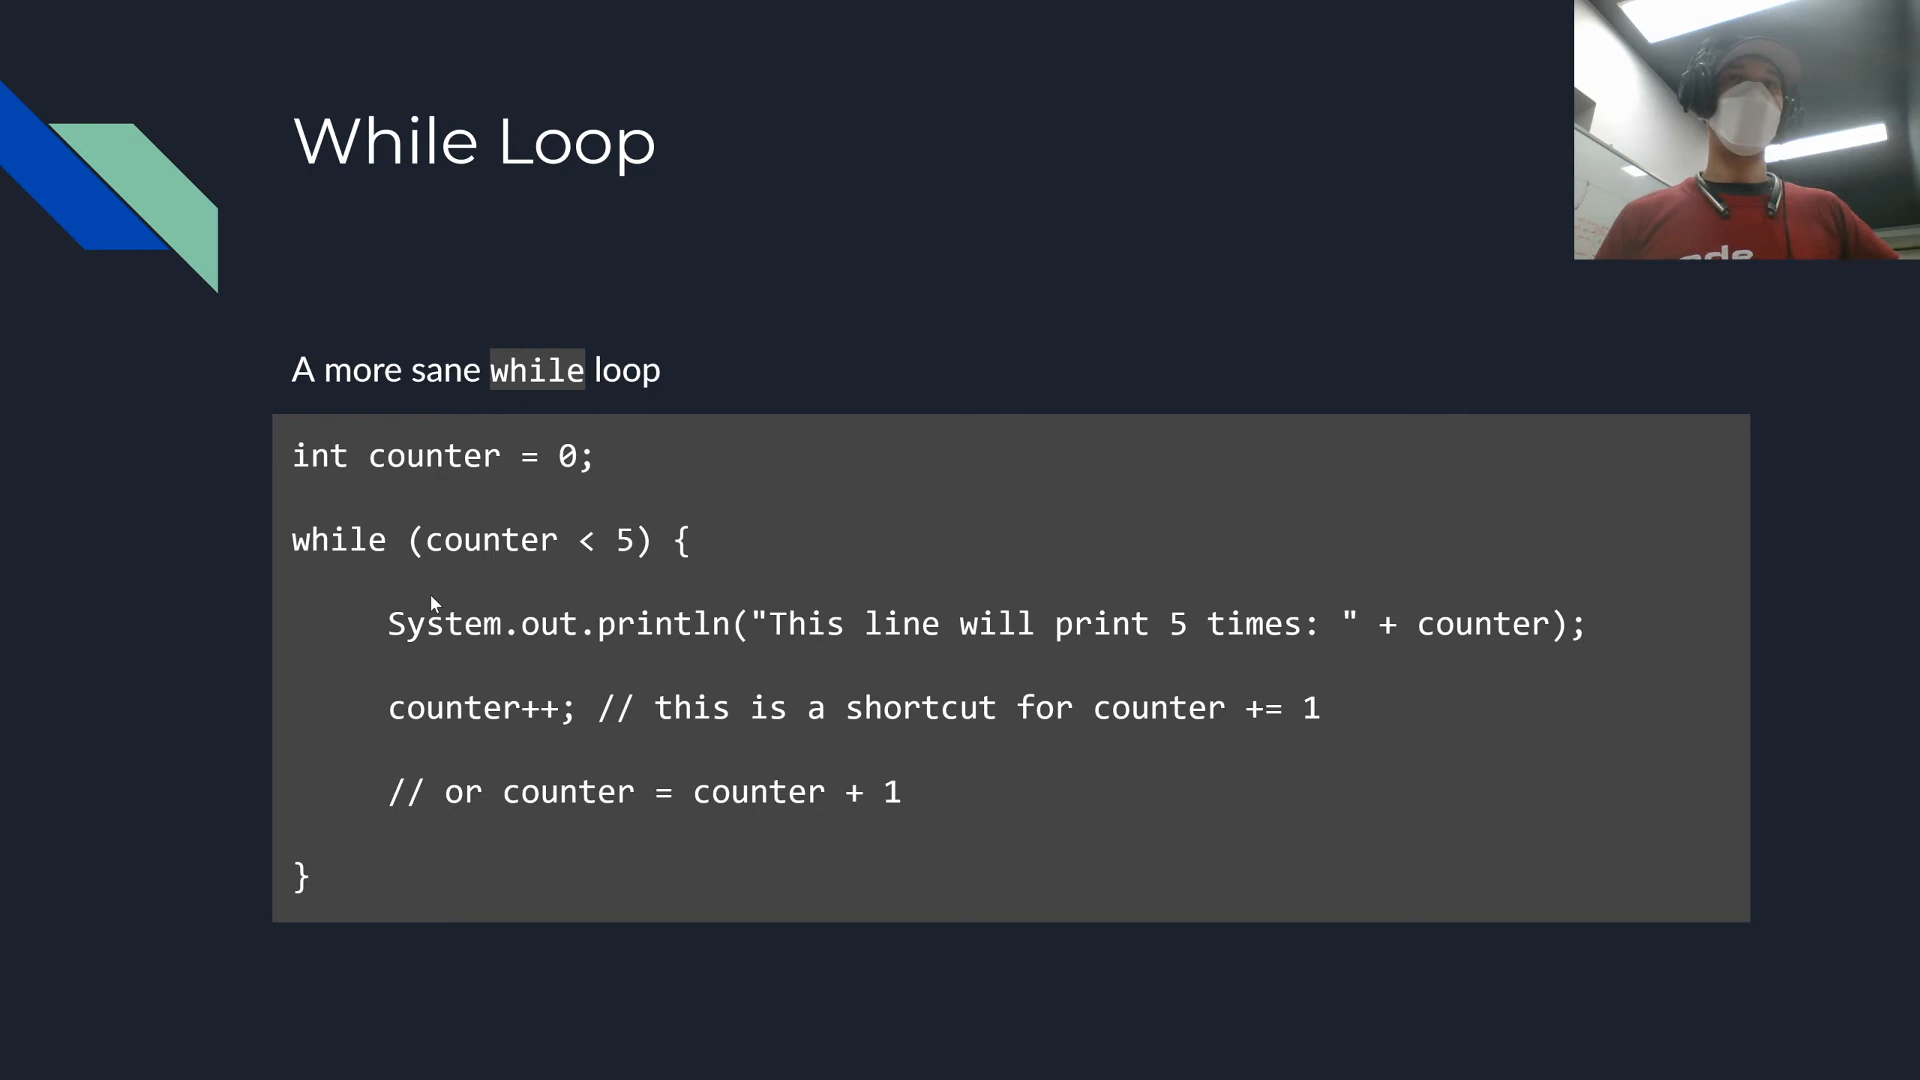 While Loop
A more sane while loop
int counter = 0;
while (counter < 5) {
System.out.println("This line will print 5 times: " + counter);
counter++; // this is a shortcut for counter += 1
// or counter = counter + 1
}